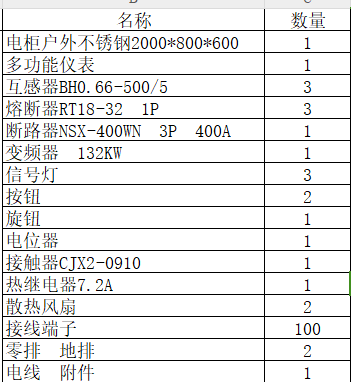 名称 数量
电柜户外不锈钢2000*800*600 1
多功能仪表 1
互感器BH0.66-500/5 3
熔断器RT18-32 1P 3
断路器NSX-400WN 3P 400A 1
变频器 132KW 1
信号灯 3
按钮 2
旋钮 1
电位器 1
接触器CJX2-0910 1
热继电器7.2A 1
散热风扇 2
接线端子 100
零排 地排 2
电线 附件 1